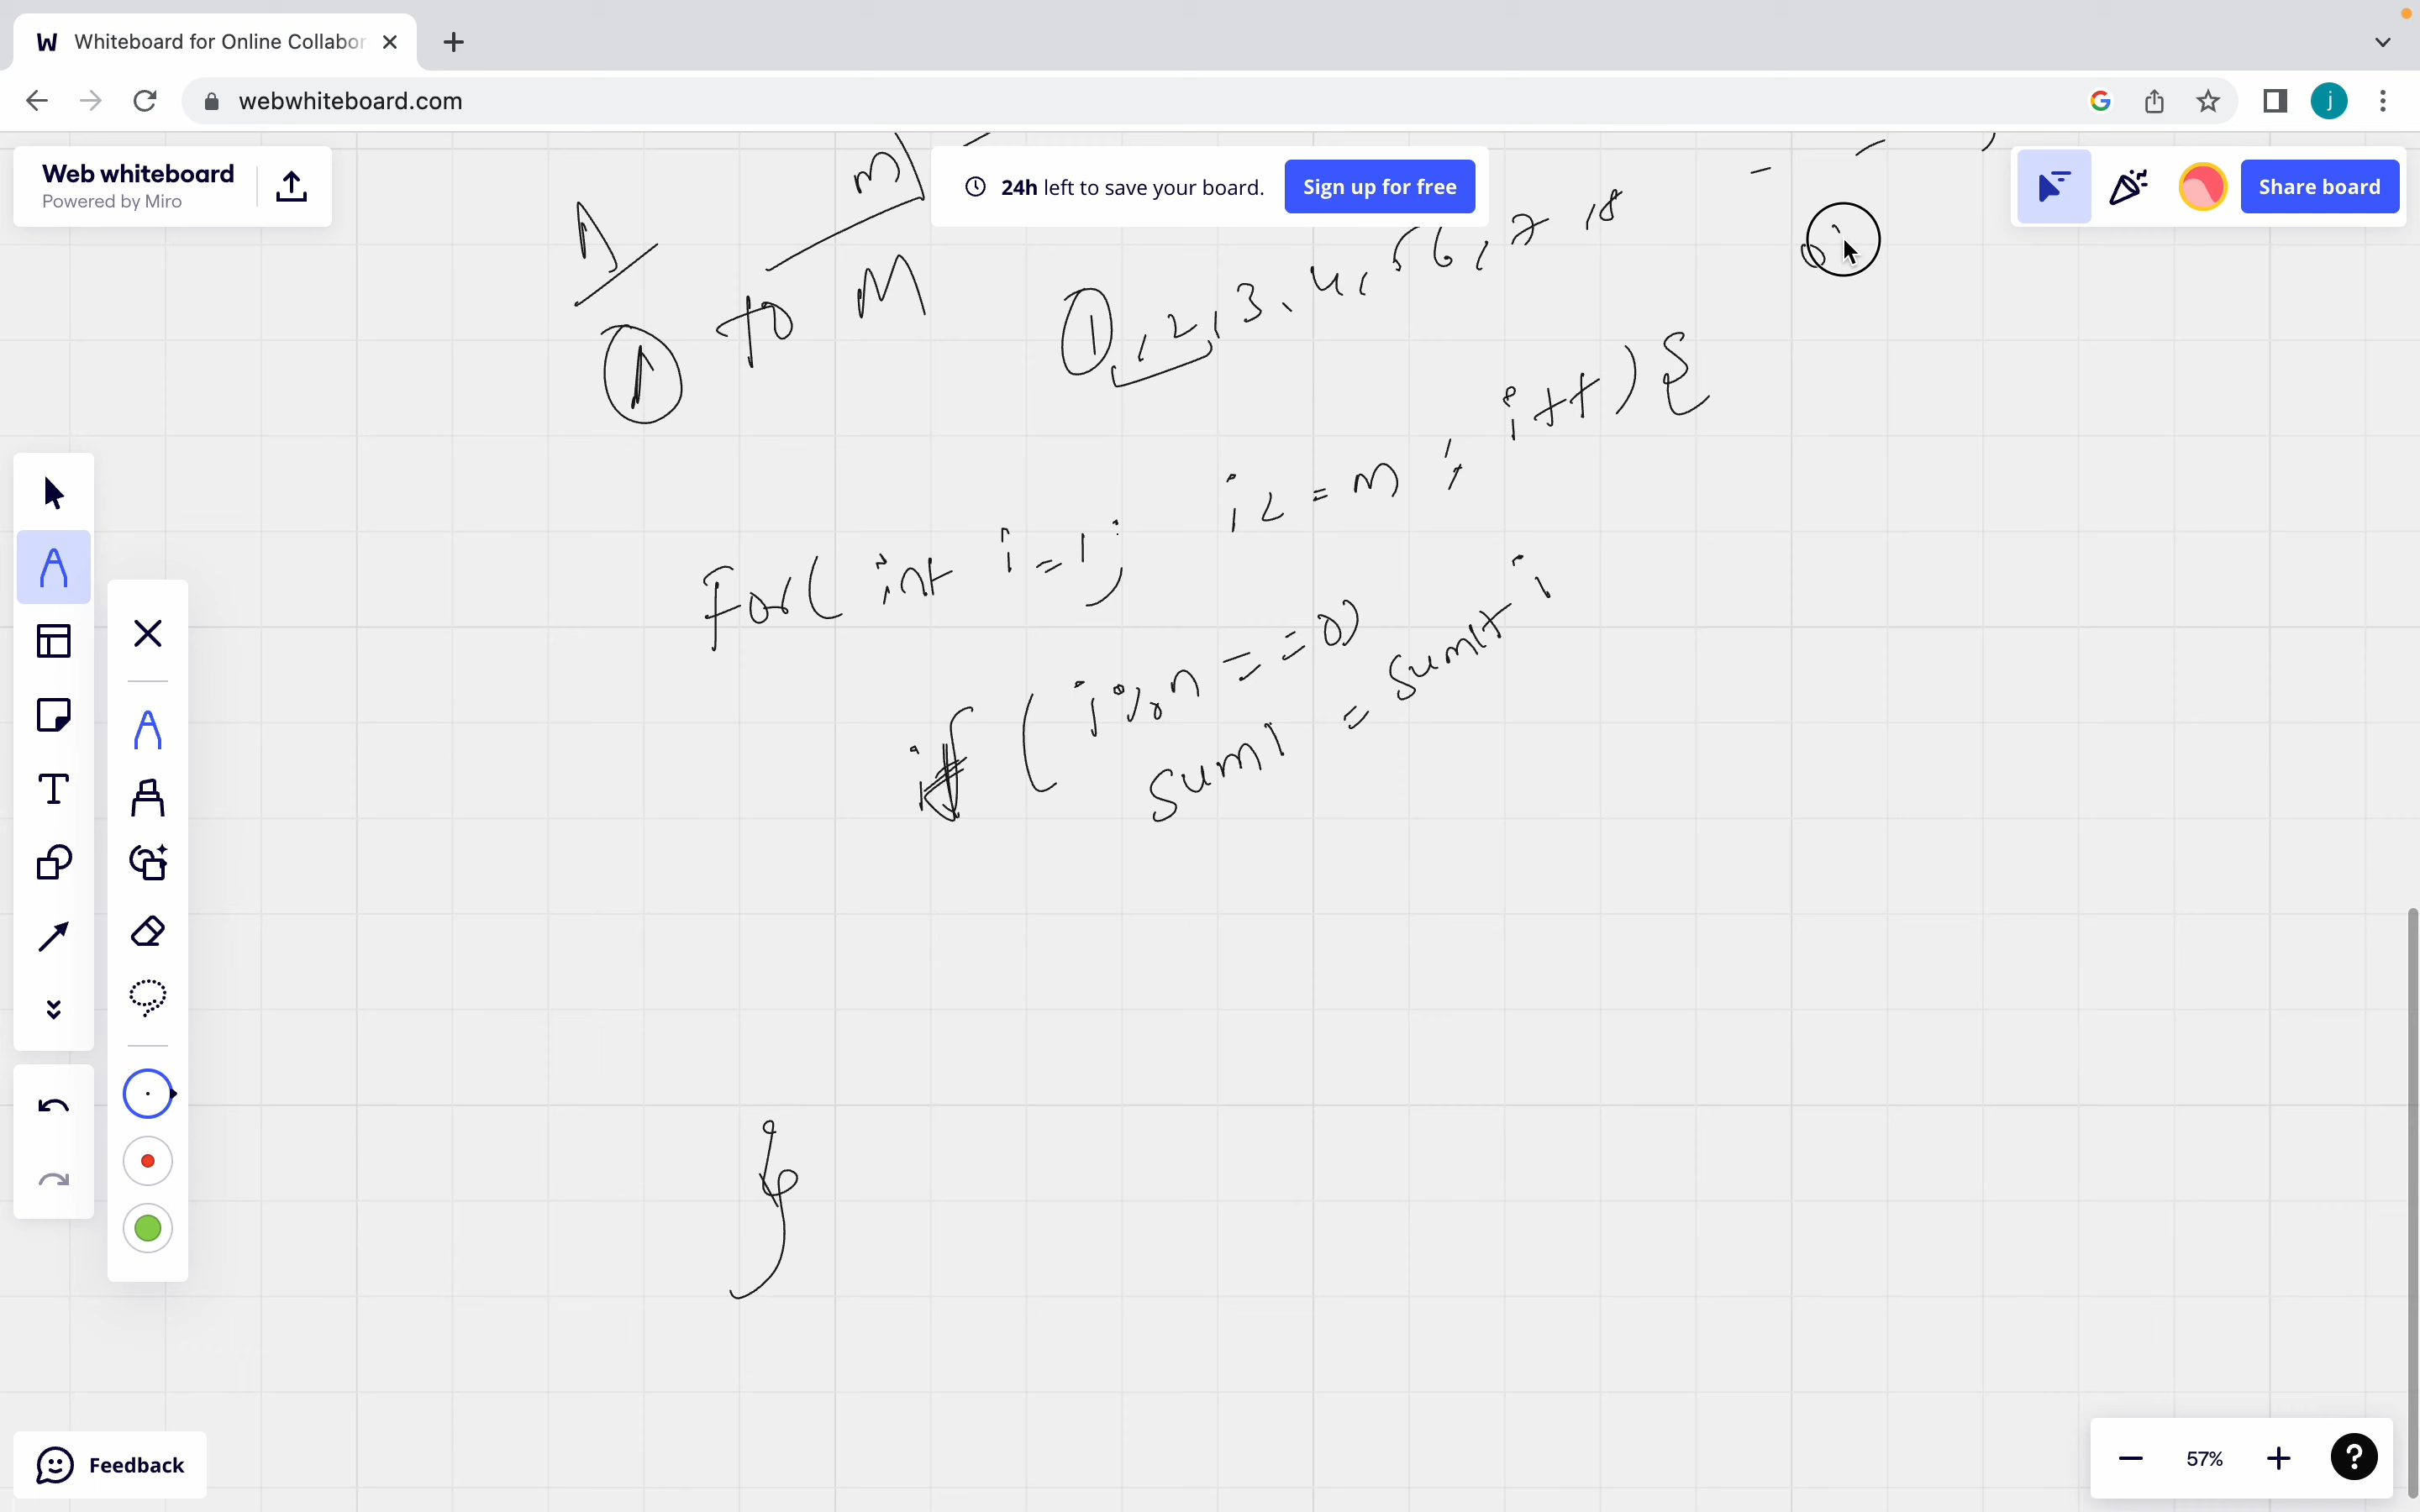 Whiteboard for Online Collabor
webwhiteboard.com
j
Web whiteboard
Powered by Miro
24h left to save your board.
Sign up for free
Share board
m)
1 to M
1, 2, 3, 4, 5 6, 7, 8
For( int i=1; i<=m; i++){
if (i%n==0)
sum1 = sum1+i
}
T
Feedback
57%
?